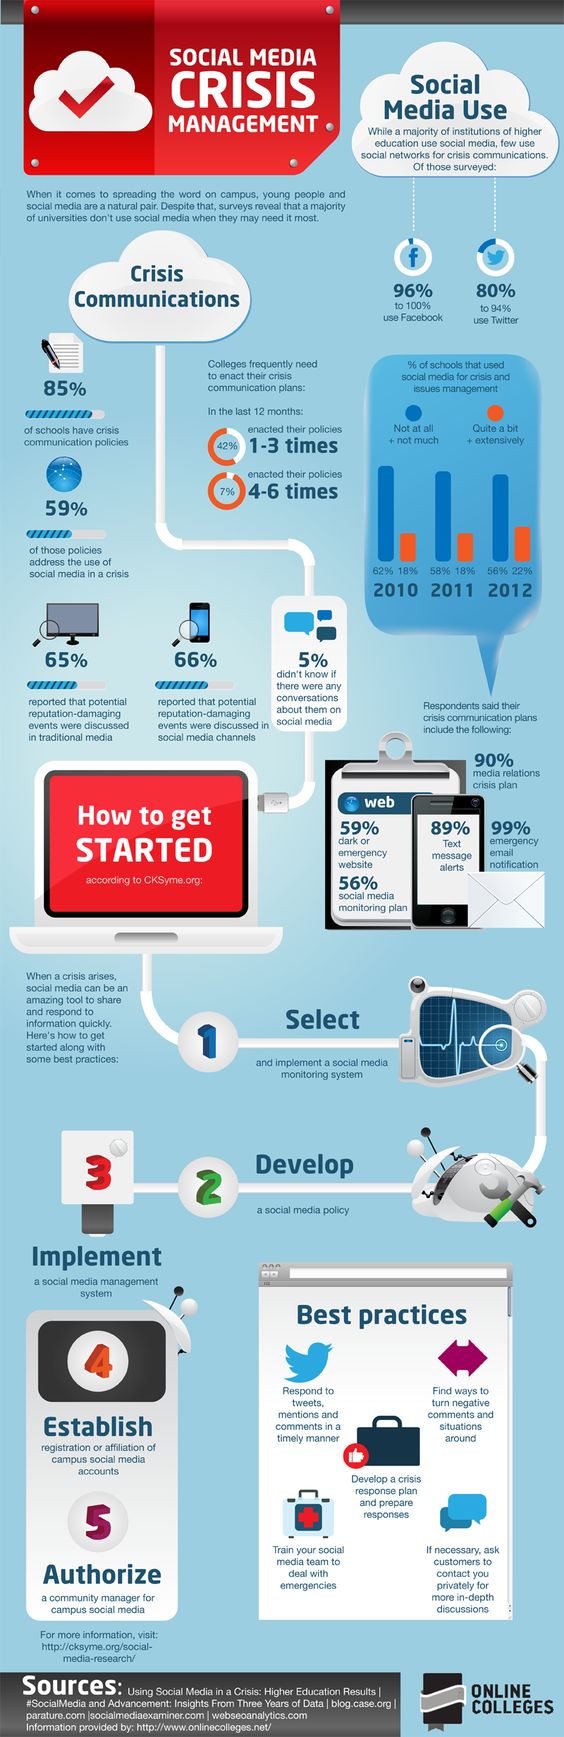 SOCIAL MEDIA
CRISIS
MANAGEMENT
Social
Media Use
While a majority of institutions of higher
education use social media, few use
social networks for crisis communications.
Of those surveyed:
When it comes to spreading the word on campus, young people and
social media are a natural pair. Despite that, surveys reveal that a majority
of universities don't use social media when they may need it most.
96%
to 100%
use Facebook
80%
to 94%
use Twitter
Crisis
Communications
85%
of schools have crisis
communication policies
59%
of those policies
address the use of
social media in a crisis
Colleges frequently need
to enact their crisis
communication plans:
In the last 12 months:
42%
enacted their policies
1-3 times
7%
enacted their policies
4-6 times
% of schools that used
social media for crisis and
issues management
Not at all
+ not much
Quite a bit
+ extensively
62% 18% 58% 18% 56% 22%
2010 2011 2012
65%
reported that potential
reputation-damaging
events were discussed
in traditional media
66%
reported that potential
reputation-damaging
events were discussed in
social media channels
5%
didn't know if
there were any
conversations
about them on
social media
Respondents said their
crisis communication plans
include the following:
90%
media relations
crisis plan
web
59%
dark or
emergency
website
56%
social media
monitoring plan
89%
Text
message
alerts
99%
emergency
email
notification
How to get
STARTED
according to CKSyme.org:
When a crisis arises,
social media can be an
amazing tool to share
and respond to
information quickly.
Here's how to get
started along with
some best practices:
1
Select
and implement a social media
monitoring system
2
Develop
a social media policy
3
Implement
a social media management
system
4
Establish
registration or affiliation of
campus social media
accounts
5
Authorize
a community manager for
campus social media
For more information, visit:
http://cksyme.org/social-
media-research/
Best practices
Respond to
tweets,
mentions and
comments in a
timely manner
Find ways to
turn negative
comments and
situations
around
Develop a crisis
response plan
and prepare
responses
Train your social
media team to
deal with
emergencies
If necessary, ask
customers to
contact you
privately for
more in-depth
discussions
Sources: Using Social Media in a Crisis: Higher Education Results |
#SocialMedia and Advancement: Insights From Three Years of Data | blog.case.org |
parature.com |socialmediaexaminer.com | webseoanalytics.com
Information provided by: http://www.onlinecolleges.net/
ONLINE
COLLEGES